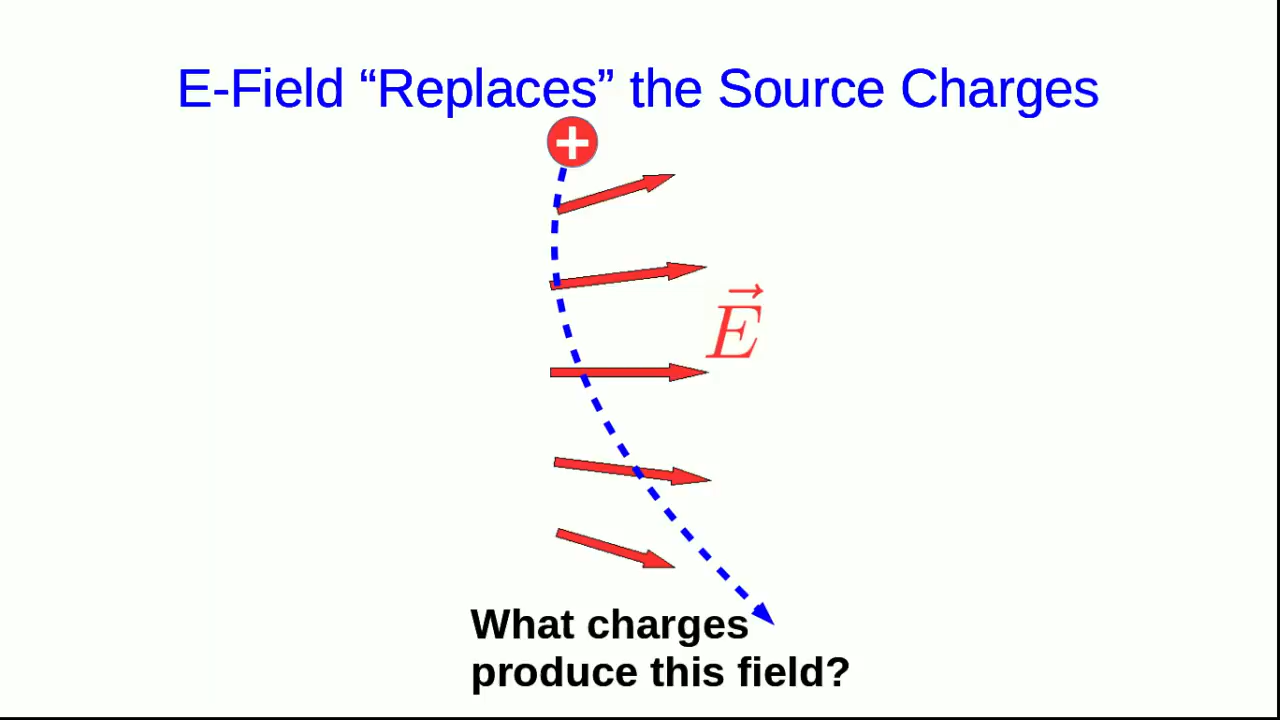 E-Field “Replaces” the Source Charges
E
What charges
produce this field?